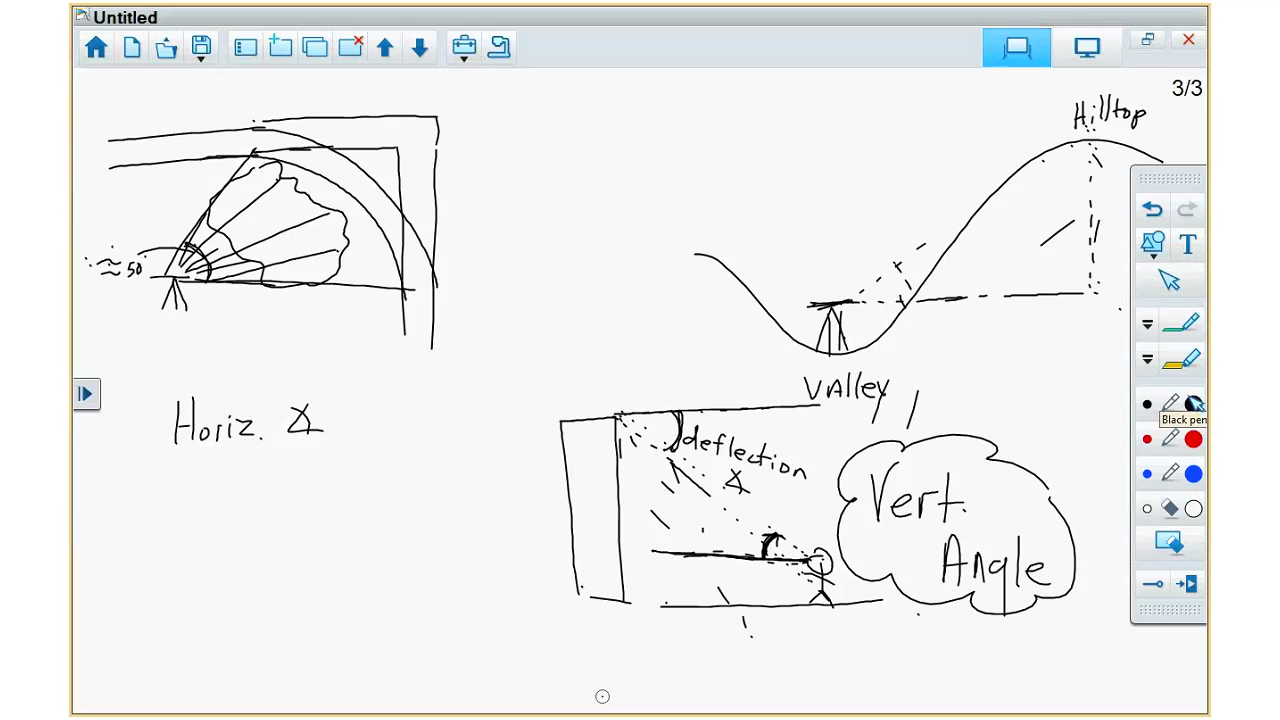 Untitled
3/3
Hilltop
≈ 50
Valley
Black pen
Horiz. ∡
deflection
∡
Vert.
Angle